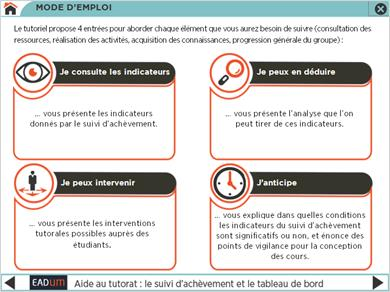 MODE D'EMPLOI
Le tutoriel propose 4 entrées pour aborder chaque élément que vous aurez besoin de suivre (consultation des
ressources, réalisation des activités, acquisition des connaissances, progression générale du groupe) :
Je consulte les indicateurs
... vous présente les indicateurs
donnés par le suivi d'achèvement.
Je peux en déduire
... vous présente l'analyse que l'on
peut tirer de ces indicateurs.
Je peux intervenir
... vous présente les interventions
tutorales possibles auprès des
étudiants.
J'anticipe
... vous explique dans quelles conditions
les indicateurs du suivi d'achèvement
sont significatifs ou non, et énonce des
points de vigilance pour la conception
des cours.
EADUM Aide au tutorat : le suivi d'achèvement et le tableau de bord